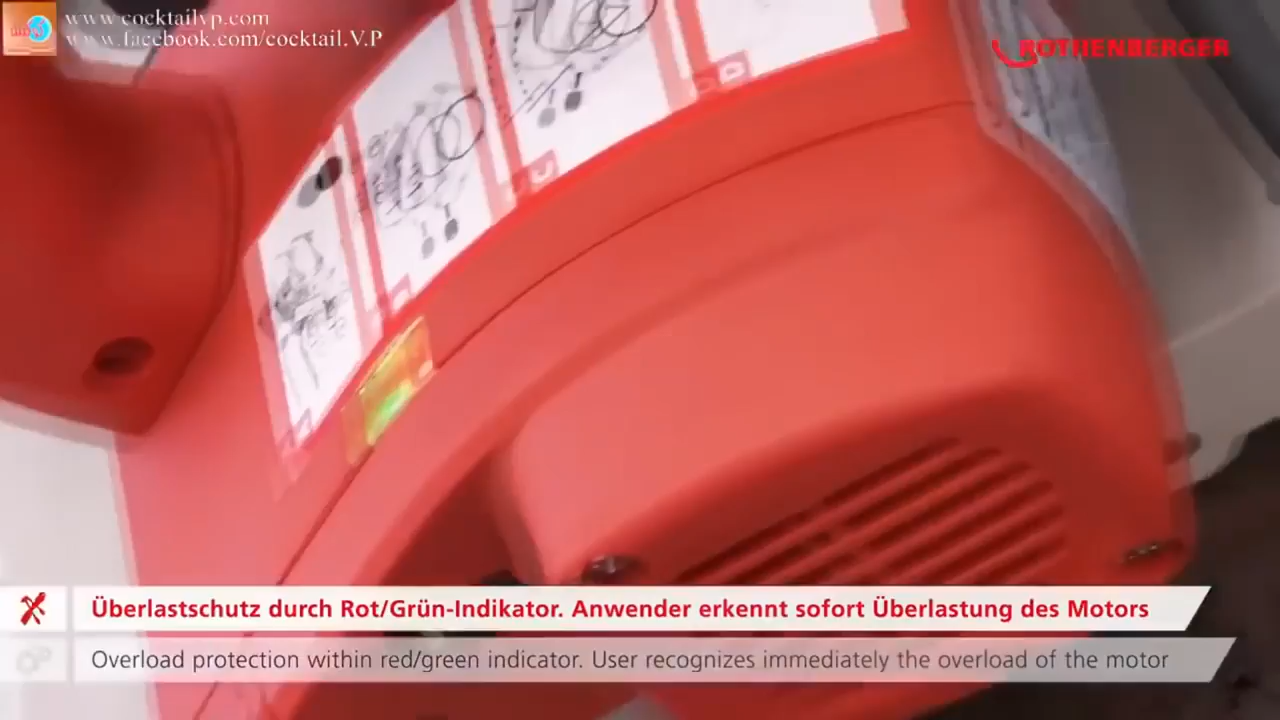 www.cocktailvp.com
www.facebook.com/cocktail.V.P
ROTHENBERGER
Überlastschutz durch Rot/Grün-Indikator. Anwender erkennt sofort Überlastung des Motors
Overload protection within red/green indicator. User recognizes immediately the overload of the motor